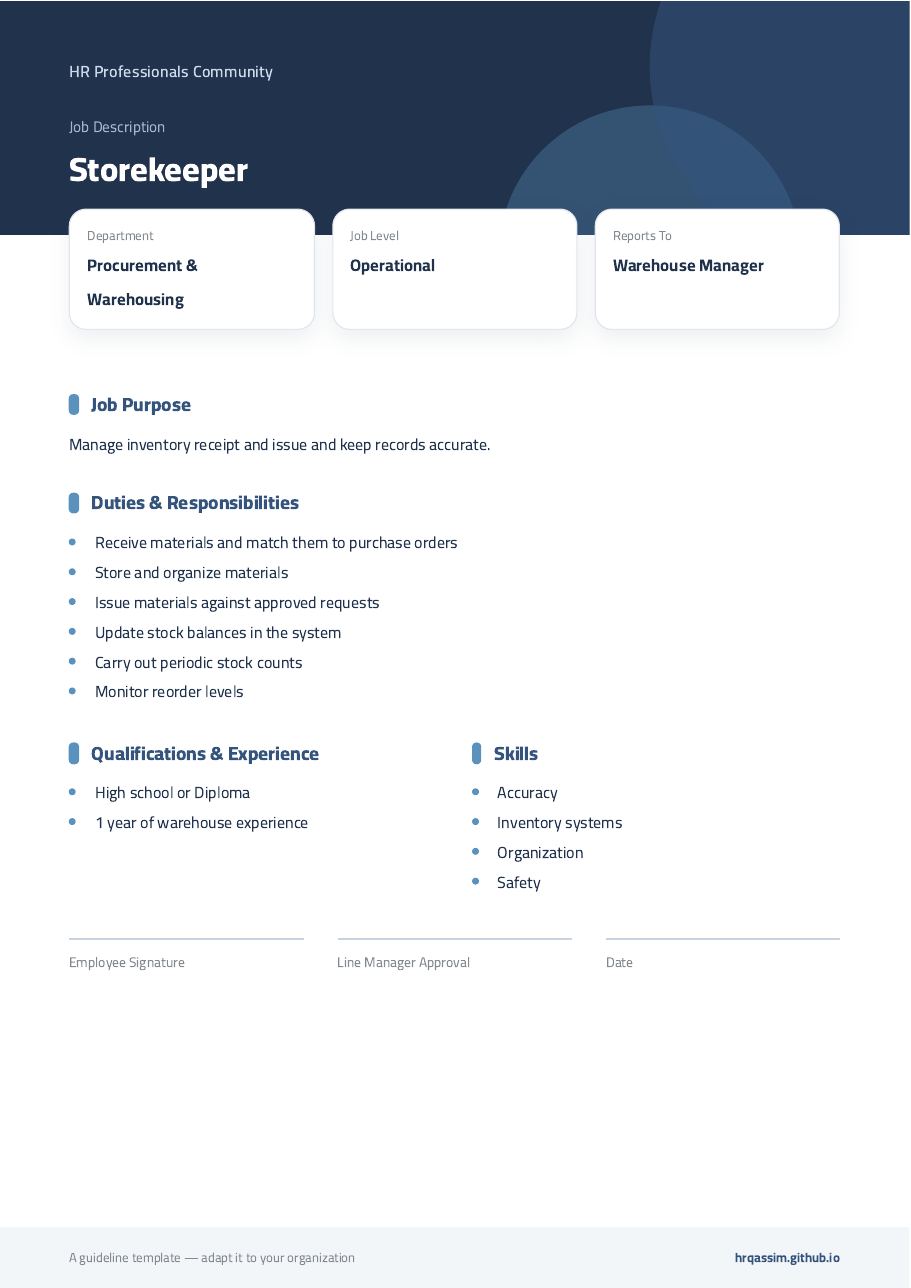 HR Professionals Community
Job Description
Storekeeper
Department
Procurement &
Warehousing
Job Level
Operational
Reports To
Warehouse Manager
Job Purpose
Manage inventory receipt and issue and keep records accurate.
Duties & Responsibilities
Receive materials and match them to purchase orders
Store and organize materials
Issue materials against approved requests
Update stock balances in the system
Carry out periodic stock counts
Monitor reorder levels
Qualifications & Experience
High school or Diploma
1 year of warehouse experience
Skills
Accuracy
Inventory systems
Organization
Safety
Employee Signature
Line Manager Approval
Date
A guideline template — adapt it to your organization
hrqassim.github.io